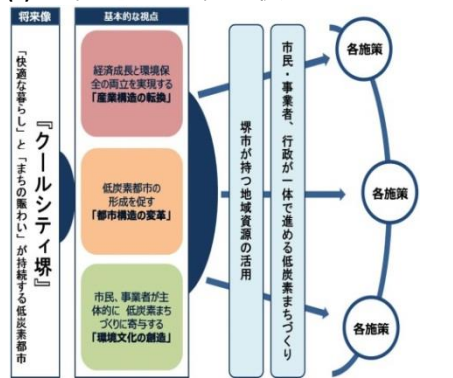 将来像
『クールシティ堺』
「快適な暮らし」と「まちの賑わい」が持続する低炭素都市
基本的な視点
経済成長と環境保
全の両立を実現する
「産業構造の転換」
低炭素都市の
形成を促す
「都市構造の変革」
市民、事業者が主
体的に 低炭素まち
づくりに寄与する
「環境文化の創造」
堺市が持つ地域資源の活用
市民・事業者、行政が一体で進める低炭素まちづくり
各施策
各施策
各施策